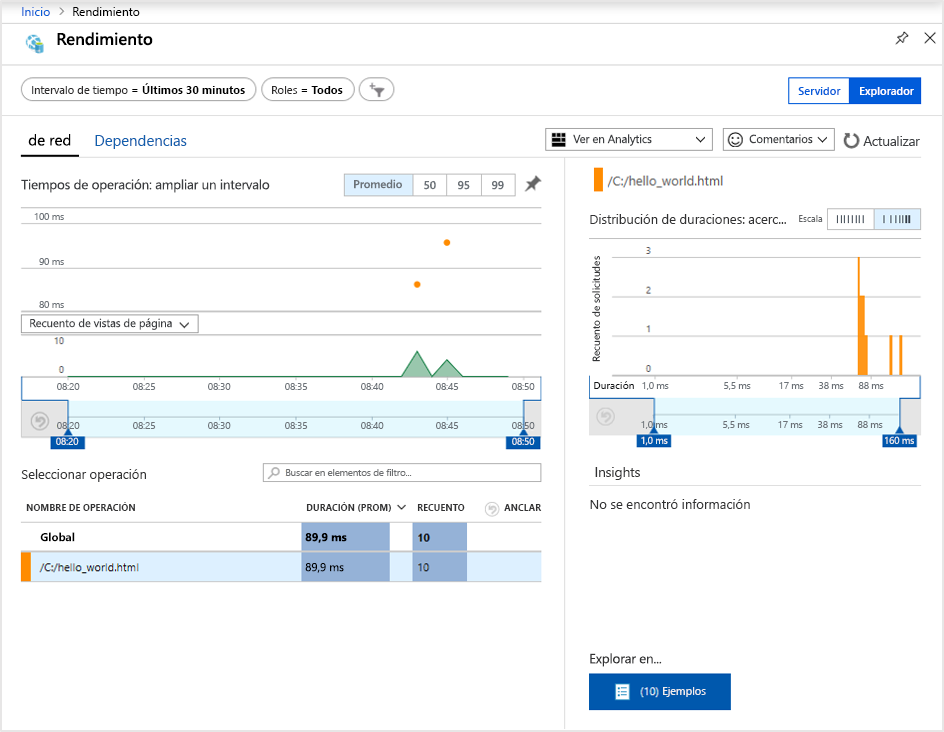 Inicio > Rendimiento
Rendimiento
Intervalo de tiempo = Últimos 30 minutos
Roles = Todos
Servidor
Explorador
de red
Dependencias
Ver en Analytics
Comentarios
Actualizar
Tiempos de operación: ampliar un intervalo
Promedio
50
95
99
100 ms
90 ms
80 ms
Recuento de vistas de página
10
0
08:20 08:25 08:30 08:35 08:40 08:45 08:50
08:20 08:25 08:30 08:35 08:40 08:45 08:50
08:20
08:50
Seleccionar operación
Buscar en elementos de filtro...
NOMBRE DE OPERACIÓN
DURACIÓN (PROM)
RECUENTO
ANCLAR
Global 89,9 ms 10
/C:/hello_world.html 89,9 ms 10
/C:/hello_world.html
Distribución de duraciones: acerc...
Escala
Recuento de solicitudes
3
2
1
0
Duración 1,0 ms 5,5 ms 17 ms 38 ms 88 ms
1,0 ms 5,5 ms 17 ms 38 ms 88 ms
1,0 ms
160 ms
Insights
No se encontró información
Explorar en...
(10) Ejemplos